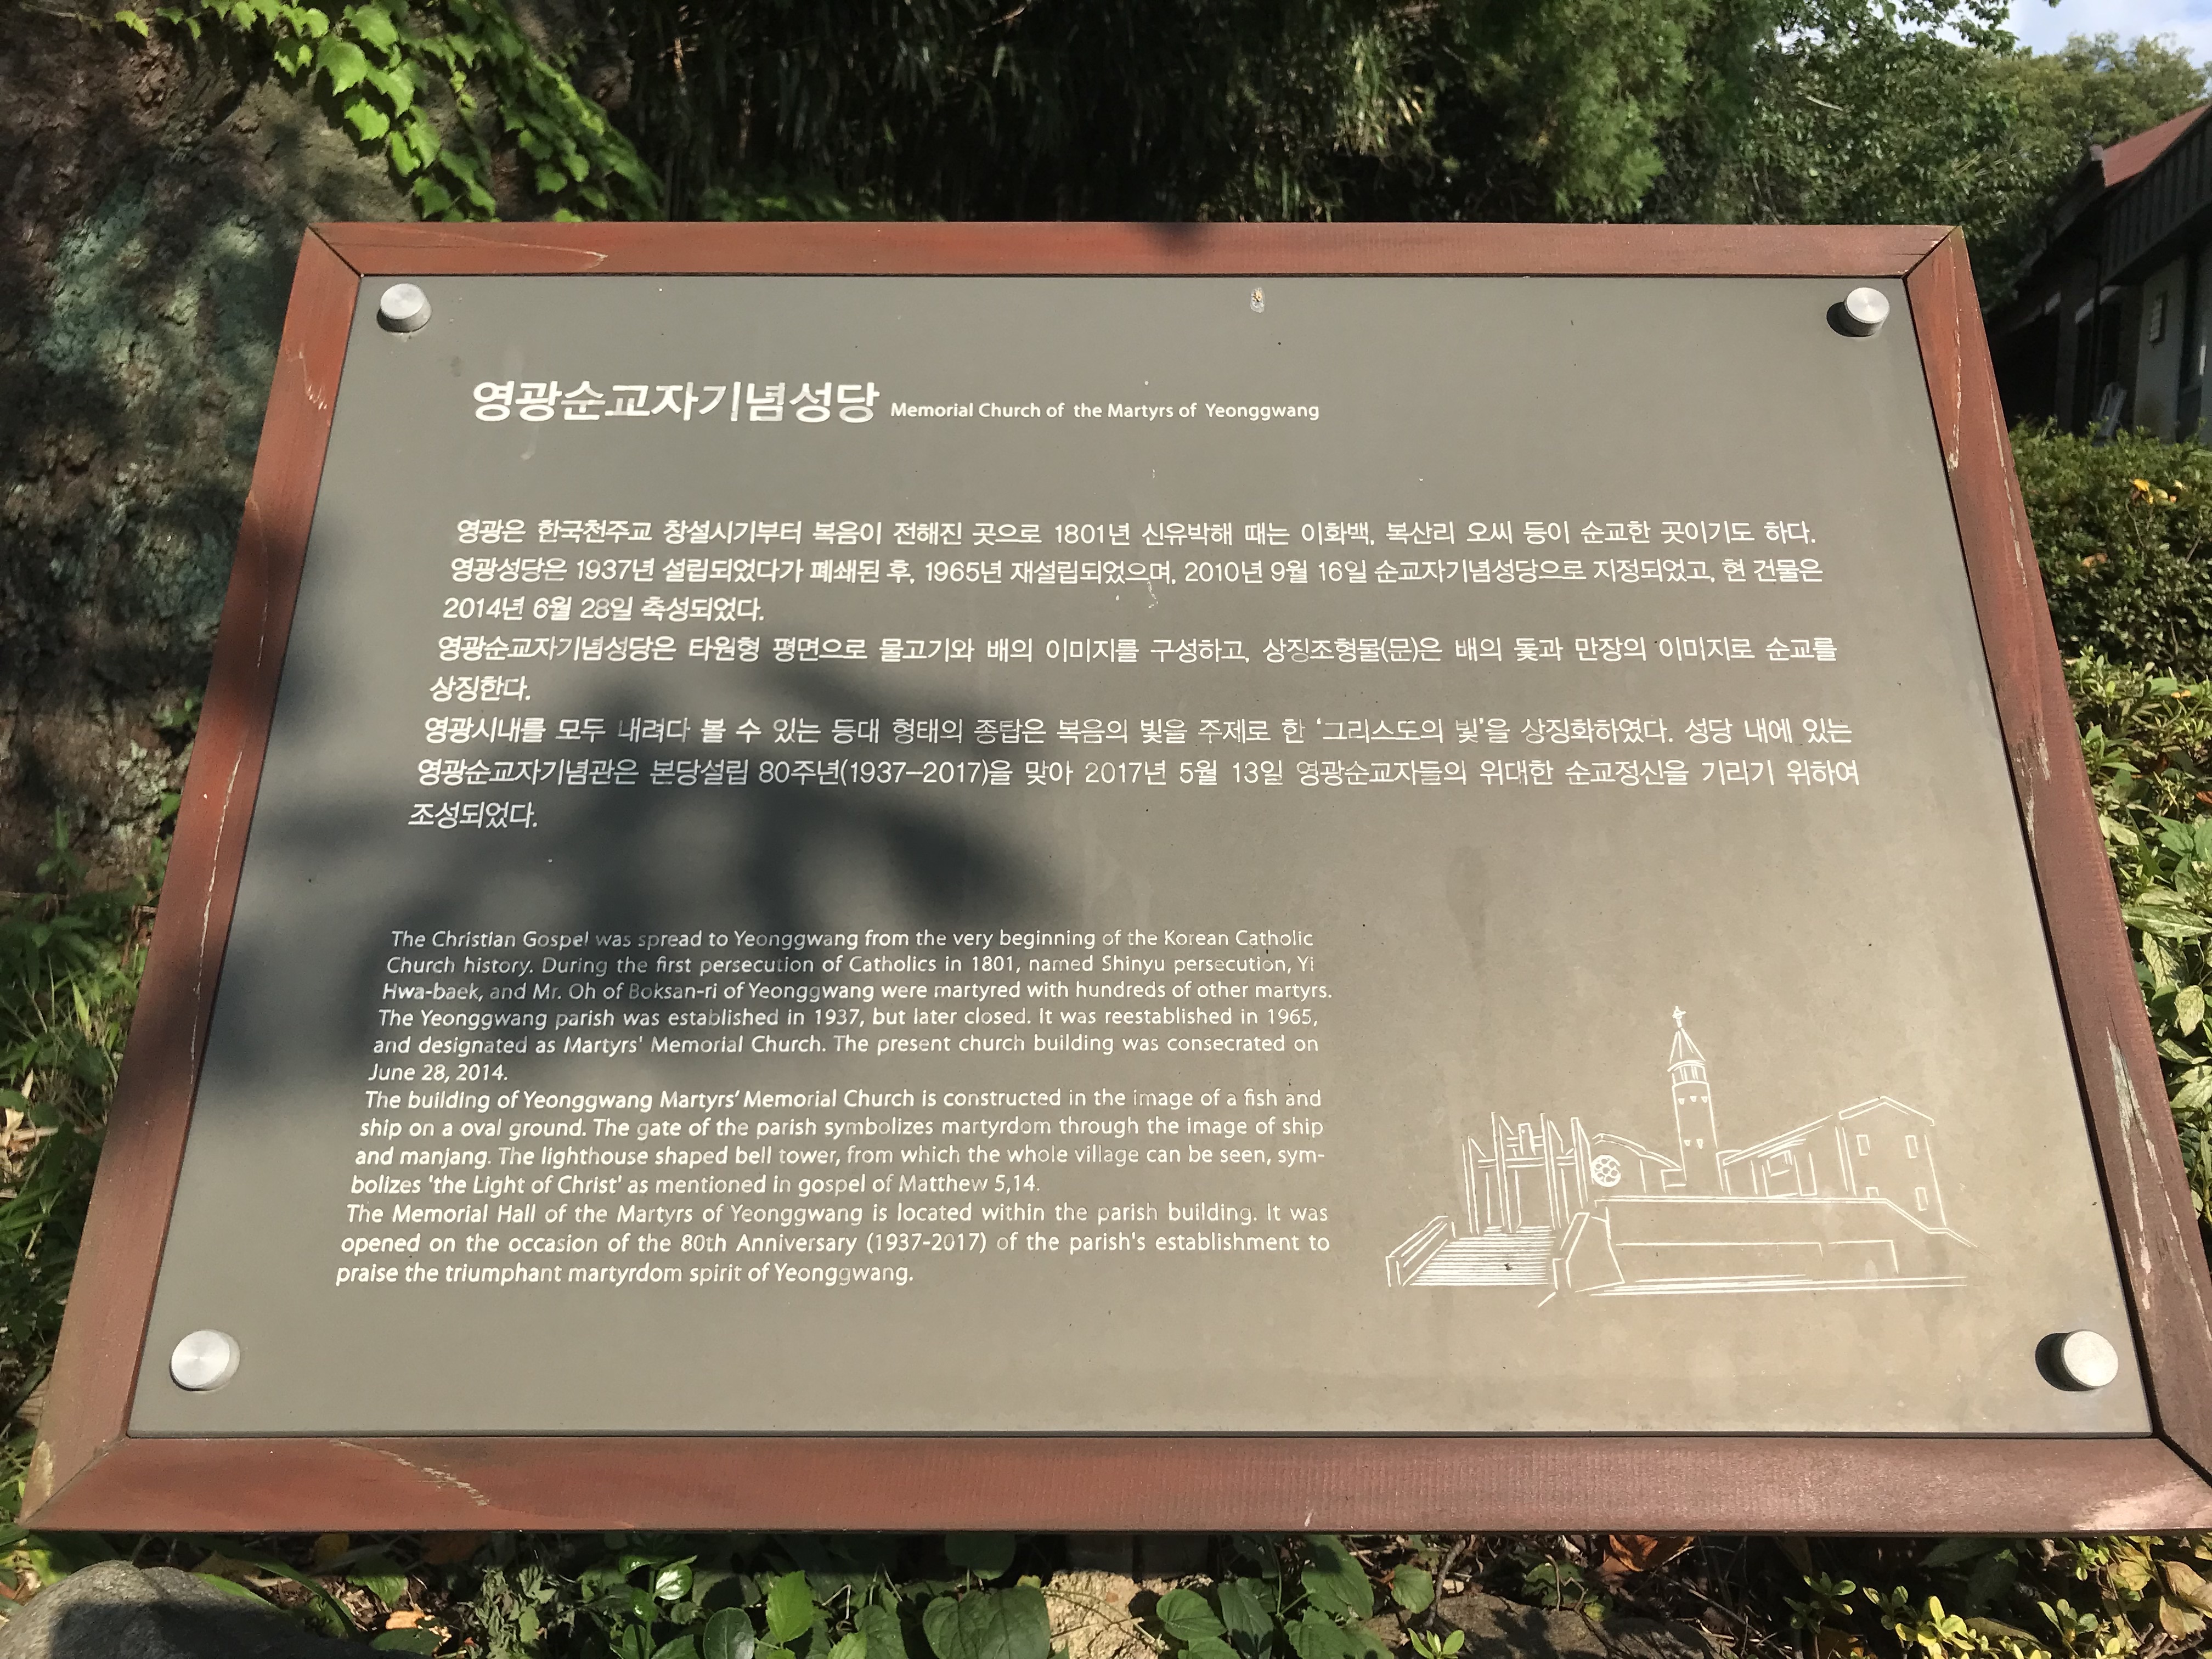 영광순교자기념성당 Memorial Church of the Martyrs of Yeonggwang
영광은 한국천주교 창설시기부터 복음이 전해진 곳으로 1801년 신유박해 때는 이화백, 복산리 오씨 등이 순교한 곳이기도 하다.
영광성당은 1937년 설립되었다가 폐쇄된 후, 1965년 재설립되었으며, 2010년 9월 16일 순교자기념성당으로 지정되었고, 현 건물은
2014년 6월 28일 축성되었다.
영광순교자기념성당은 타원형 평면으로 물고기와 배의 이미지를 구성하고, 상징조형물(문)은 배의 돛과 만장의 이미지로 순교를
상징한다.
영광시내를 모두 내려다 볼 수 있는 등대 형태의 종탑은 복음의 빛을 주제로 한 '그리스도의 빛'을 상징화하였다. 성당 내에 있는
영광순교자기념관은 본당설립 80주년(1937-2017)을 맞아 2017년 5월 13일 영광순교자들의 위대한 순교정신을 기리기 위하여
조성되었다.
The Christian Gospel was spread to Yeonggwang from the very beginning of the Korean Catholic
Church history. During the first persecution of Catholics in 1801, named Shinyu persecution, Yi
Hwa-baek, and Mr. Oh of Boksan-ri of Yeonggwang were martyred with hundreds of other martyrs.
The Yeonggwang parish was established in 1937, but later closed. It was reestablished in 1965,
and designated as Martyrs' Memorial Church. The present church building was consecrated on
June 28, 2014.
The building of Yeonggwang Martyrs' Memorial Church is constructed in the image of a fish and
ship on a oval ground. The gate of the parish symbolizes martyrdom through the image of ship
and manjang. The lighthouse shaped bell tower, from which the whole village can be seen, sym-
bolizes 'the Light of Christ' as mentioned in gospel of Matthew 5,14.
The Memorial Hall of the Martyrs of Yeonggwang is located within the parish building. It was
opened on the occasion of the 80th Anniversary (1937-2017) of the parish's establishment to
praise the triumphant martyrdom spirit of Yeonggwang.